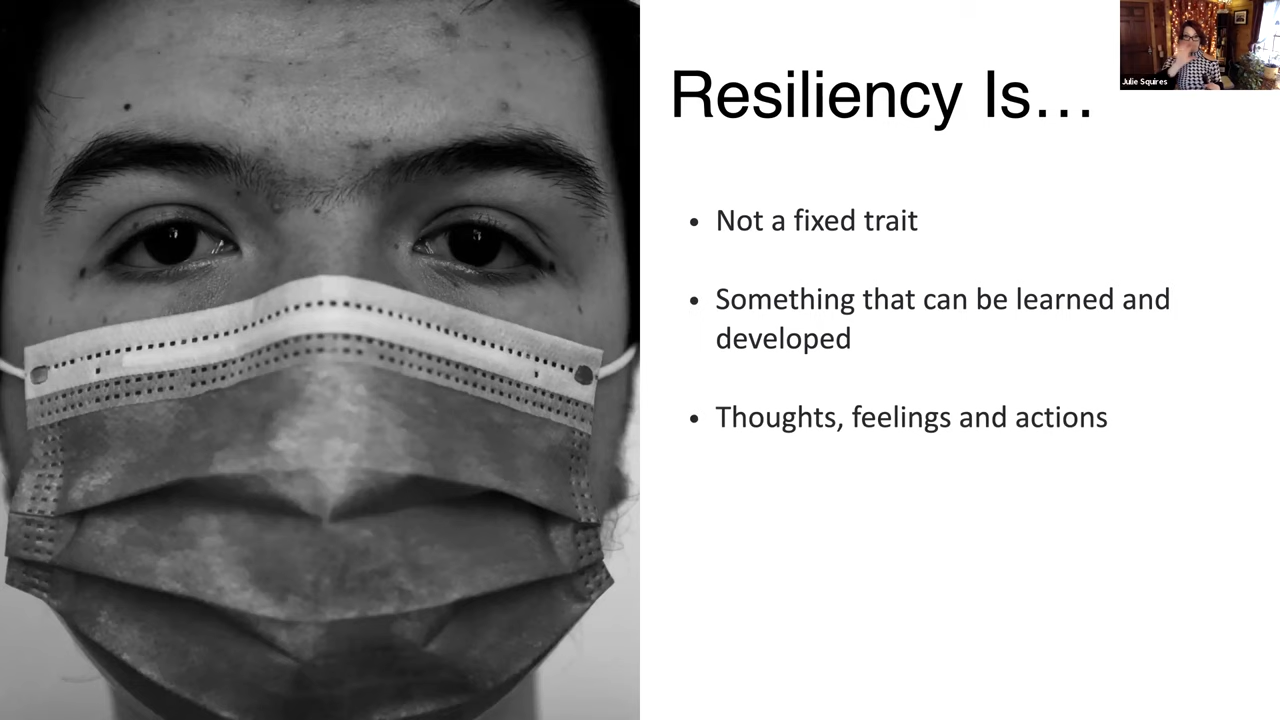 Resiliency Is…
Julie Squires
• Not a fixed trait
• Something that can be learned and
developed
• Thoughts, feelings and actions